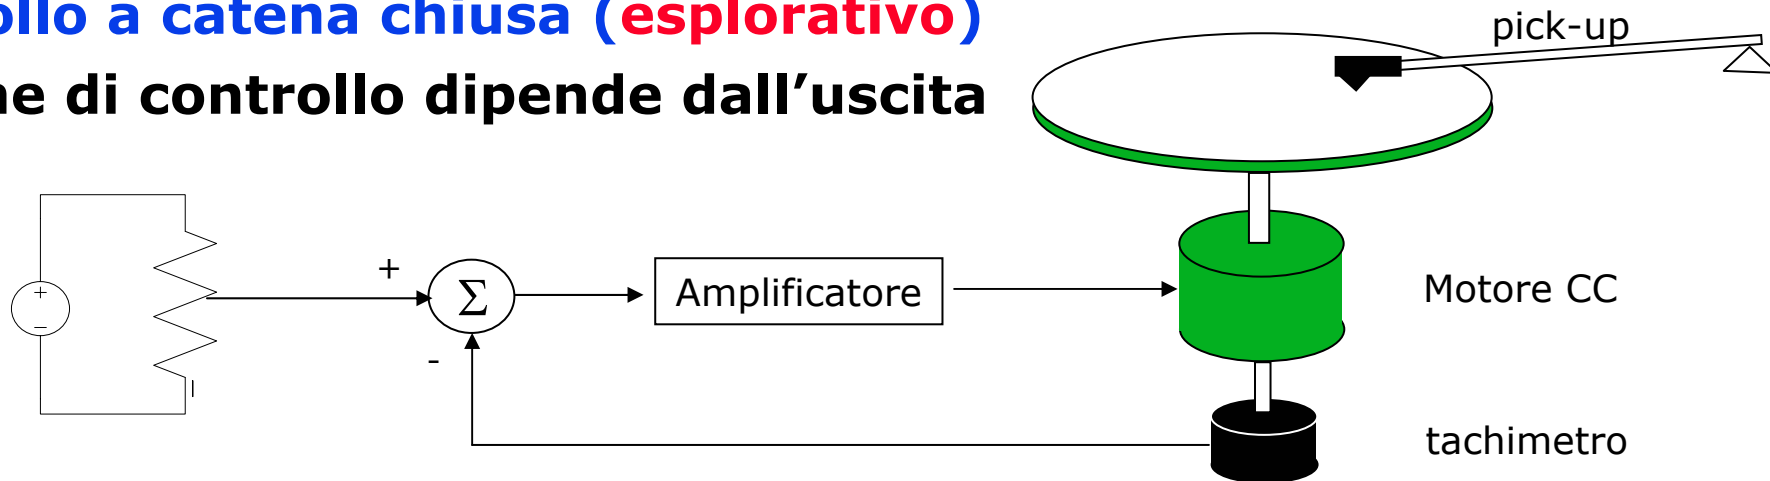 ollo a catena chiusa (esplorativo)
ne di controllo dipende dall’uscita
pick-up
+
-
+
–
Σ
Amplificatore
Motore CC
tachimetro